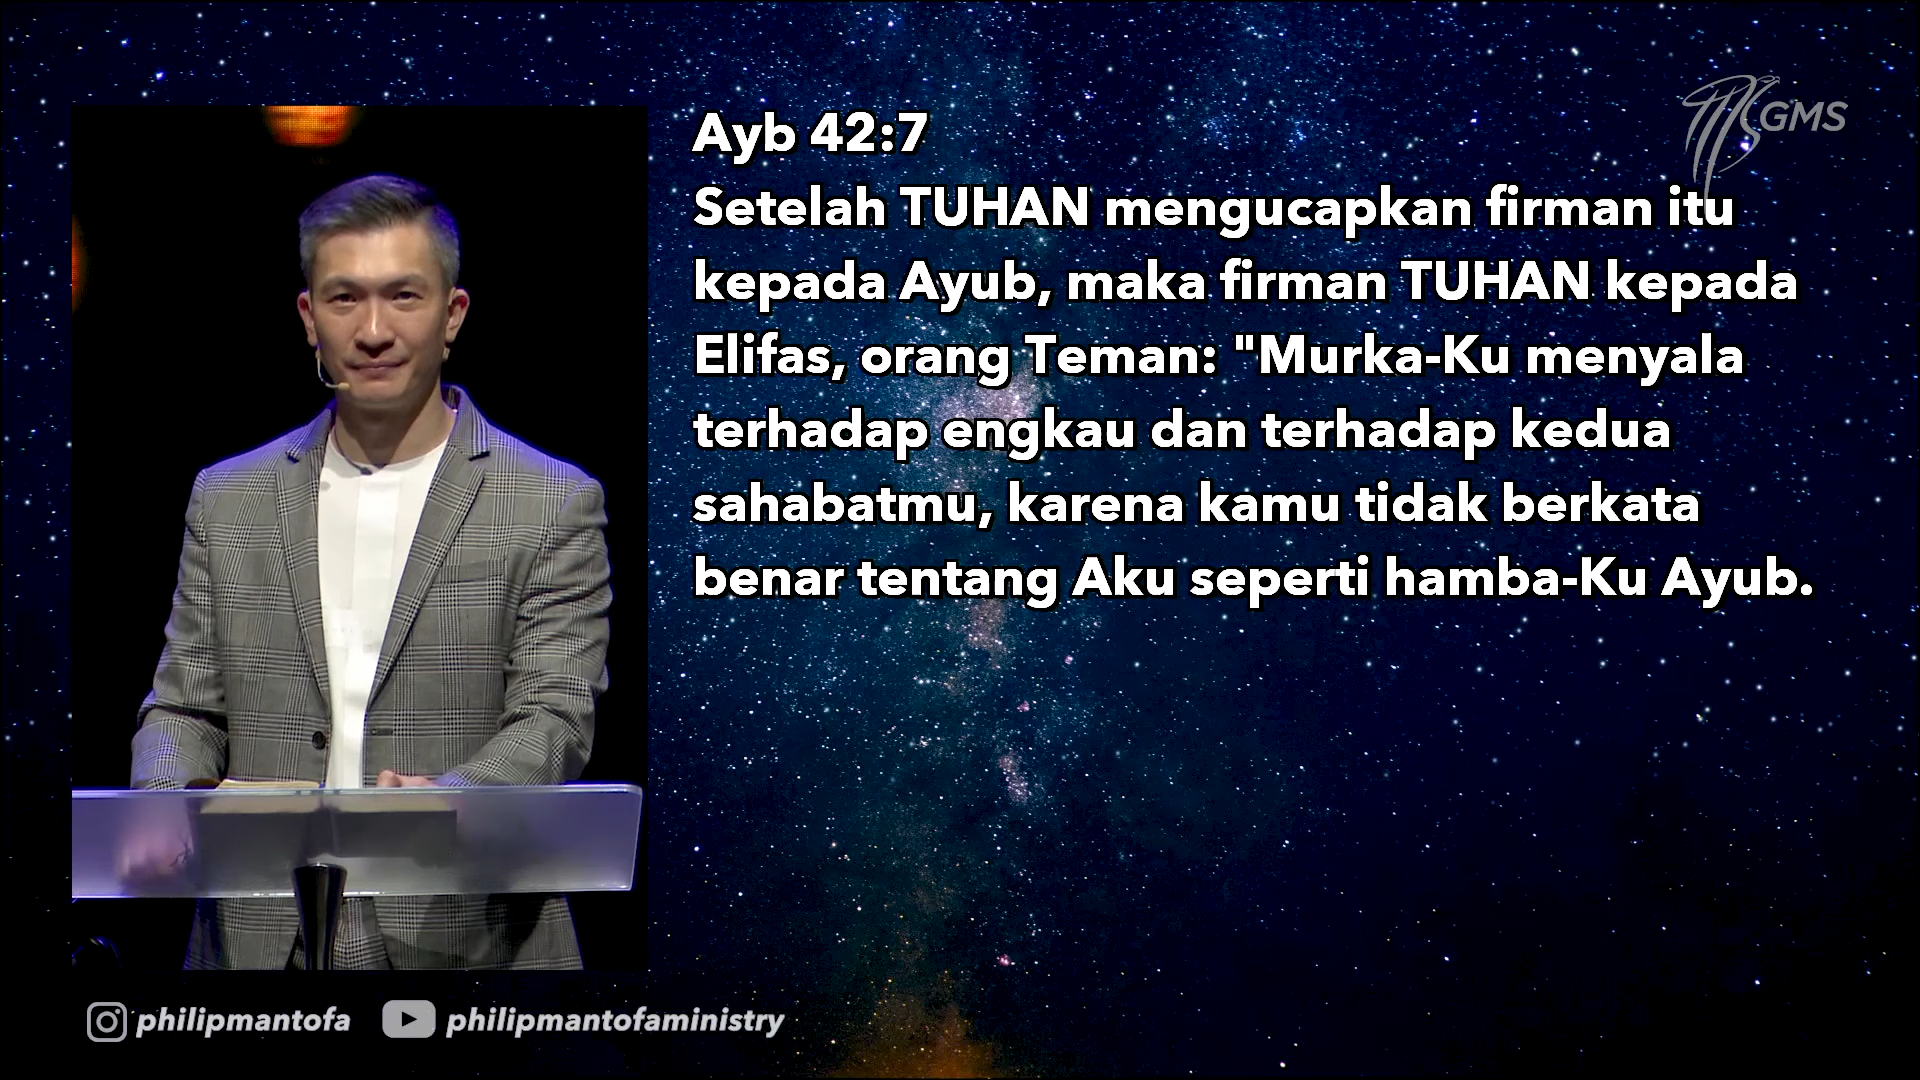 GMS
Ayb 42:7
Setelah TUHAN mengucapkan firman itu
kepada Ayub, maka firman TUHAN kepada
Elifas, orang Teman: "Murka-Ku menyala
terhadap engkau dan terhadap kedua
sahabatmu, karena kamu tidak berkata
benar tentang Aku seperti hamba-Ku Ayub.
philipmantofa philipmantofaministry